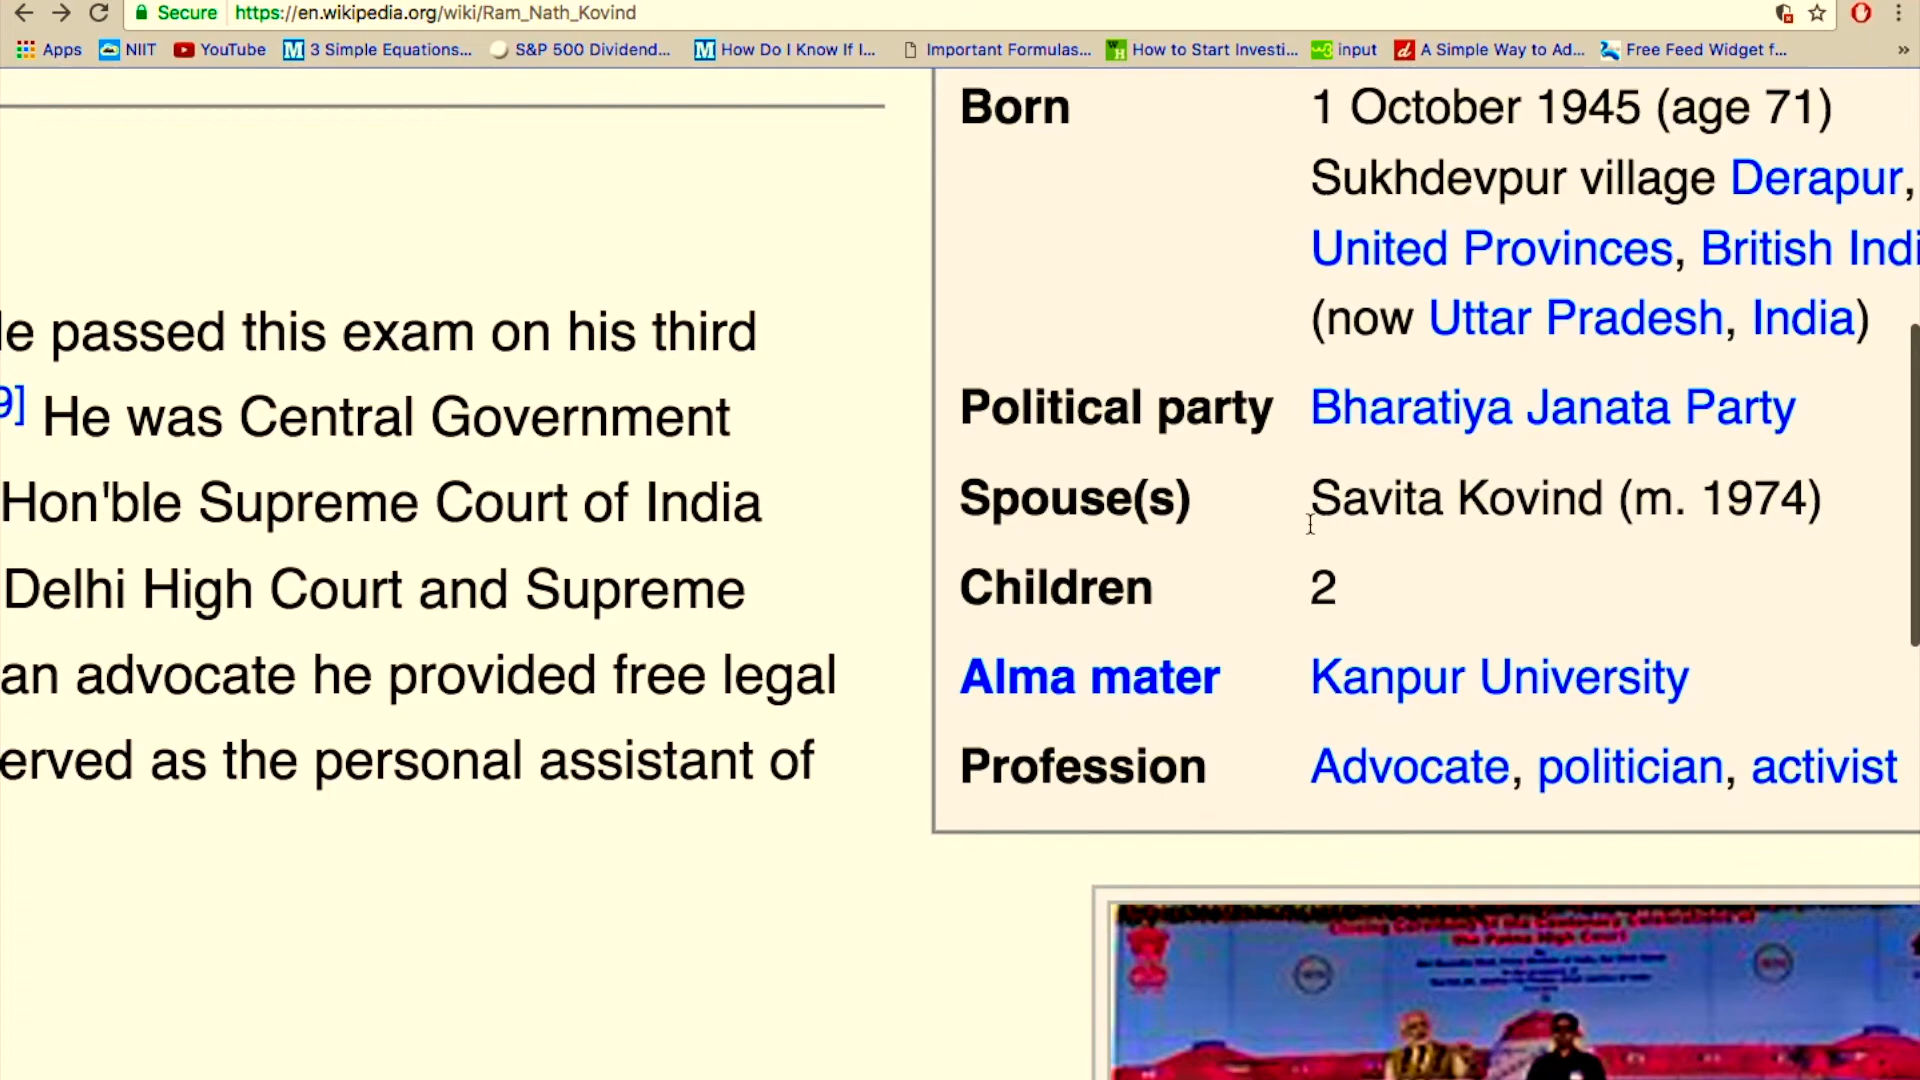 Secure https://en.wikipedia.org/wiki/Ram_Nath_Kovind
Apps NIIT YouTube 3 Simple Equations... S&P 500 Dividend... How Do I Know If I... Important Formulas... How to Start Investi... input A Simple Way to Ad... Free Feed Widget f... »
Born 1 October 1945 (age 71)
Sukhdevpur village Derapur,
United Provinces, British Indi
(now Uttar Pradesh, India)
Political party Bharatiya Janata Party
Spouse(s) Savita Kovind (m. 1974)
Children 2
Alma mater Kanpur University
Profession Advocate, politician, activist
le passed this exam on his third
9] He was Central Government
Hon'ble Supreme Court of India
Delhi High Court and Supreme
an advocate he provided free legal
erved as the personal assistant of
the Patna High Court